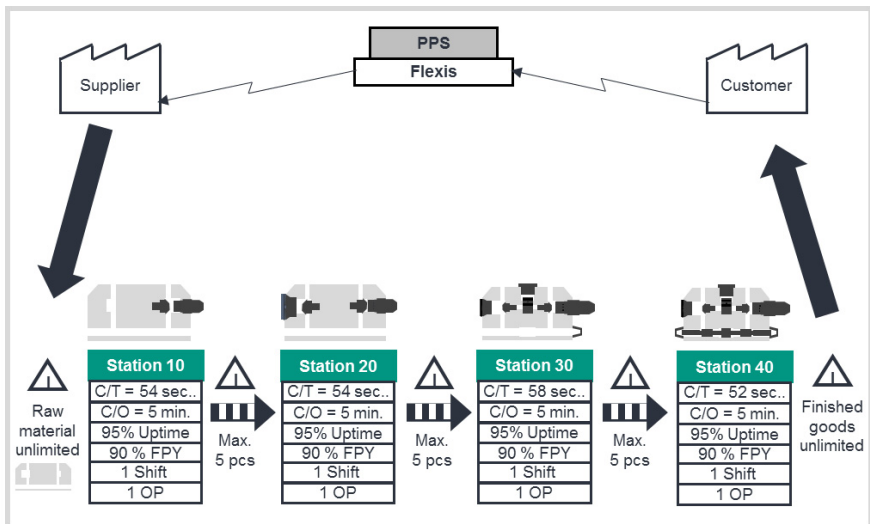 PPS
Flexis
Supplier
Customer
Raw
material
unlimited
Station 10
C/T = 54 sec..
C/O = 5 min.
95% Uptime
90 % FPY
1 Shift
1 OP
Max.
5 pcs
Station 20
C/T = 54 sec..
C/O = 5 min.
95% Uptime
90 % FPY
1 Shift
1 OP
Max.
5 pcs
Station 30
C/T = 58 sec..
C/O = 5 min.
95% Uptime
90 % FPY
1 Shift
1 OP
Max.
5 pcs
Station 40
C/T = 52 sec..
C/O = 5 min.
95% Uptime
90 % FPY
1 Shift
1 OP
Finished
goods
unlimited